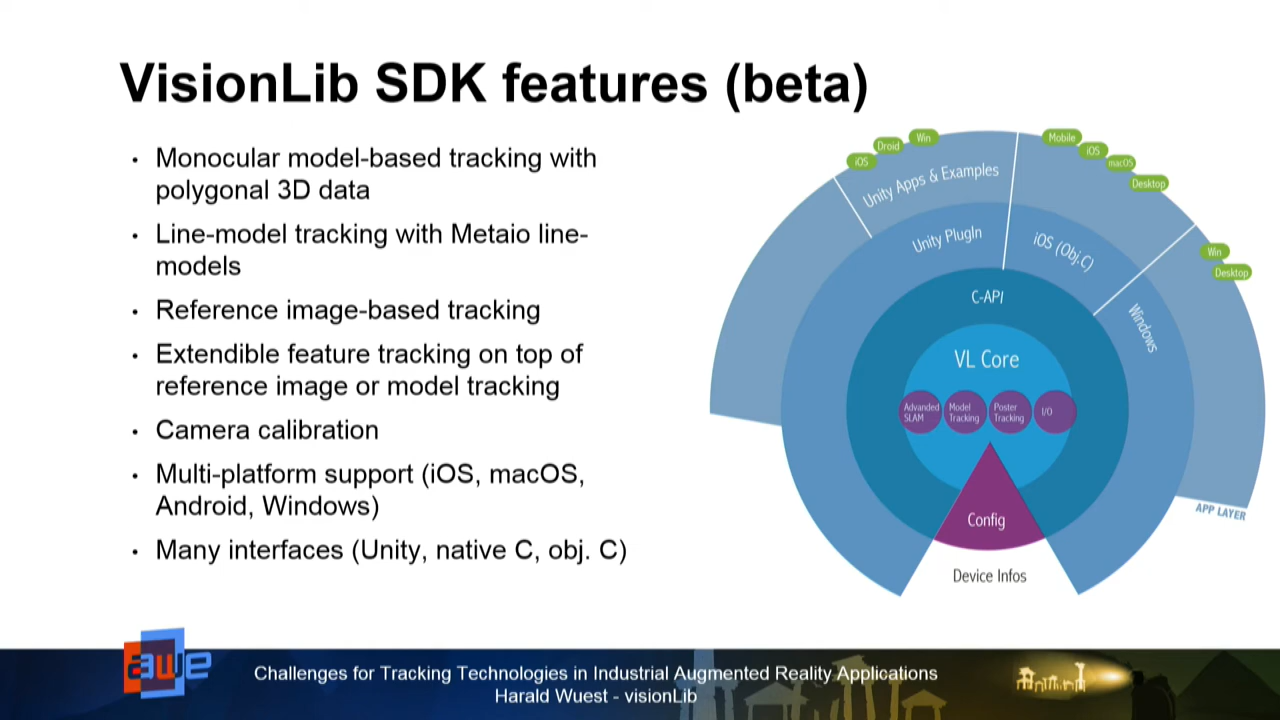 VisionLib SDK features (beta)
• Monocular model-based tracking with
polygonal 3D data
• Line-model tracking with Metaio line-
models
• Reference image-based tracking
• Extendible feature tracking on top of
reference image or model tracking
• Camera calibration
• Multi-platform support (iOS, macOS,
Android, Windows)
• Many interfaces (Unity, native C, obj. C)
iOS
Droid
Win
Mobile
iOS
macOS
Desktop
Win
Desktop
Unity Apps & Examples
Unity PlugIn
iOS (Obj.C)
Windows
C-API
VL Core
Advanded
SLAM
Model
Tracking
Poster
Tracking
I/O
Config
Device Infos
APP LAYER
awe
Challenges for Tracking Technologies in Industrial Augmented Reality Applications
Harald Wuest - visionLib